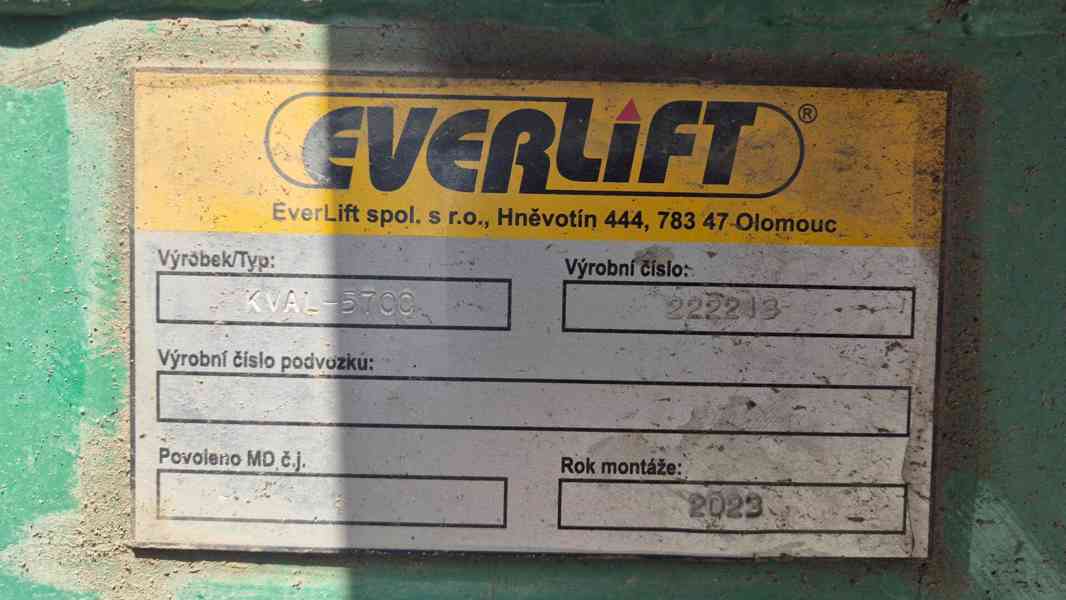 EVERLiFT ®
EverLift spol. s r.o., Hněvotín 444, 783 47 Olomouc
Výrobek/Typ:
KVAL-5700
Výrobní číslo:
222213
Výrobní číslo podvozku:
Povoleno MD č.j.
Rok montáže:
2023